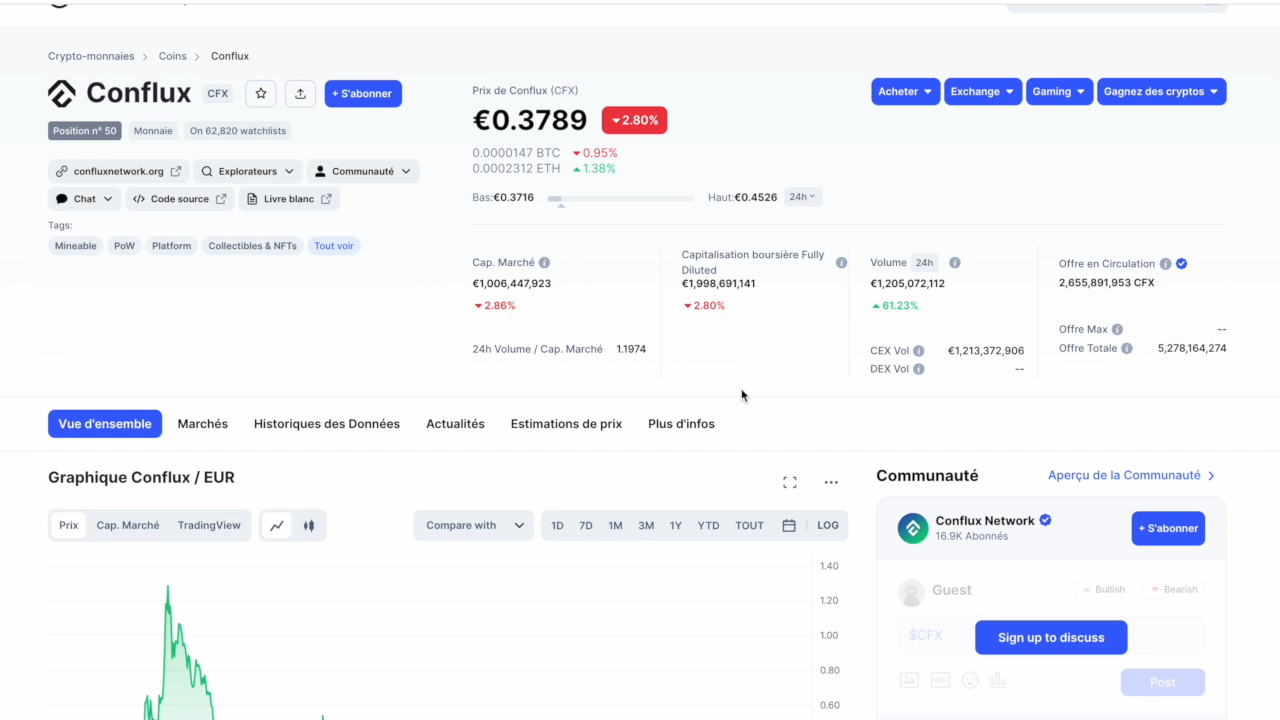 Crypto-monnaies > Coins > Conflux
Conflux CFX + S'abonner
Position n° 50 Monnaie On 62,820 watchlists
confluxnetwork.org Explorateurs Communauté
Chat Code source Livre blanc
Tags:
Mineable PoW Platform Collectibles & NFTs Tout voir
Prix de Conflux (CFX)
€0.3789 2.80%
0.0000147 BTC 0.95%
0.0002312 ETH 1.38%
Bas:€0.3716 Haut:€0.4526 24h
Acheter Exchange Gaming Gagnez des cryptos
Cap. Marché
€1,006,447,923
2.86%
24h Volume / Cap. Marché 1.1974
Capitalisation boursière Fully
Diluted
€1,998,691,141
2.80%
Volume 24h
€1,205,072,112
61.23%
CEX Vol €1,213,372,906
DEX Vol --
Offre en Circulation
2,655,891,953 CFX
Offre Max --
Offre Totale 5,278,164,274
Vue d'ensemble Marchés Historiques des Données Actualités Estimations de prix Plus d'infos
Graphique Conflux / EUR
Prix Cap. Marché TradingView Compare with 1D 7D 1M 3M 1Y YTD TOUT LOG
1.40
1.20
1.00
0.80
0.60
Communauté Aperçu de la Communauté >
Conflux Network + S'abonner
16.9K Abonnés
Guest Bullish Bearish
$CFX Sign up to discuss
GIF Post